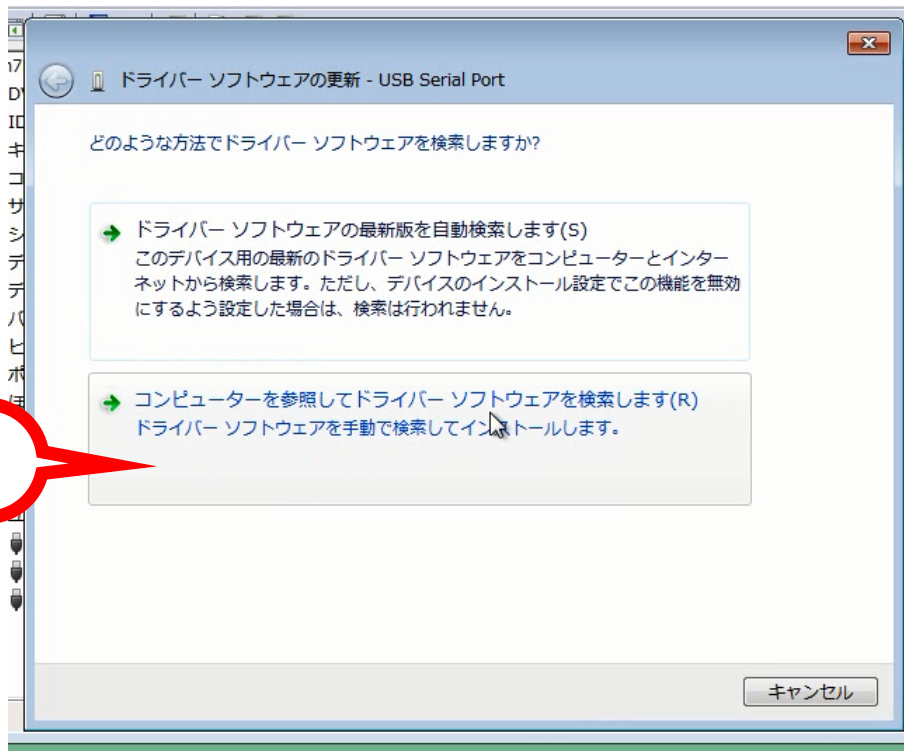 ドライバー ソフトウェアの更新 - USB Serial Port
どのような方法でドライバー ソフトウェアを検索しますか?
ドライバー ソフトウェアの最新版を自動検索します(S)
このデバイス用の最新のドライバー ソフトウェアをコンピューターとインター
ネットから検索します。ただし、デバイスのインストール設定でこの機能を無効
にするよう設定した場合は、検索は行われません。
コンピューターを参照してドライバー ソフトウェアを検索します(R)
ドライバー ソフトウェアを手動で検索してインストールします。
キャンセル